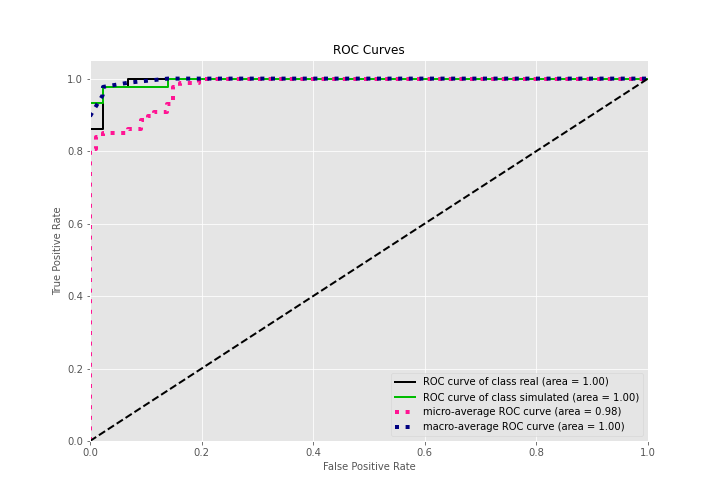 ROC Curves
True Positive Rate
1.0
0.8
0.6
0.4
0.2
0.0
0.0 0.2 0.4 0.6 0.8 1.0
False Positive Rate
ROC curve of class real (area = 1.00)
ROC curve of class simulated (area = 1.00)
micro-average ROC curve (area = 0.98)
macro-average ROC curve (area = 1.00)